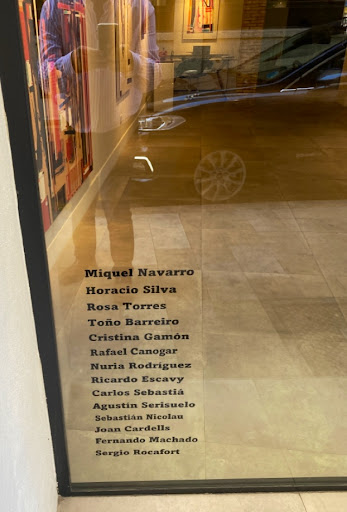 Miquel Navarro
Horacio Silva
Rosa Torres
Toño Barreiro
Cristina Gamón
Rafael Canogar
Nuria Rodríguez
Ricardo Escavy
Carlos Sebastiá
Agustín Serisuelo
Sebastián Nicolau
Joan Cardells
Fernando Machado
Sergio Rocafort